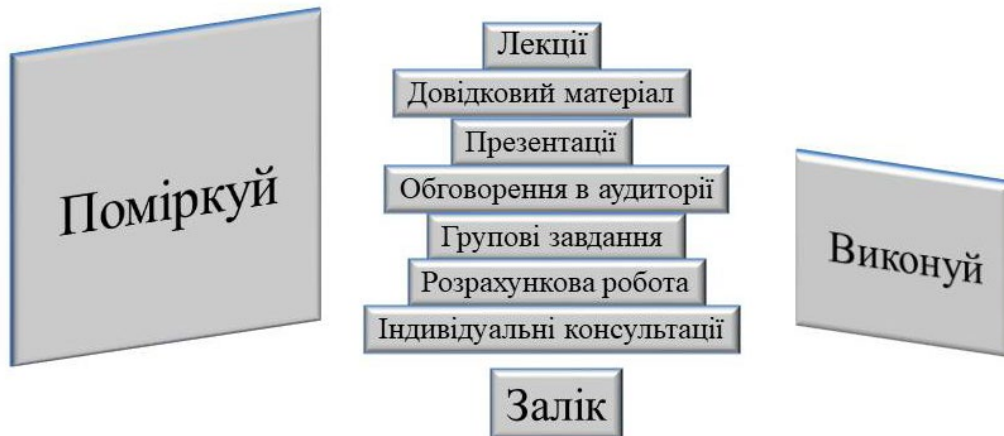 Поміркуй
Лекції
Довідковий матеріал
Презентації
Обговорення в аудиторії
Групові завдання
Розрахункова робота
Індивідуальні консультації
Залік
Виконуй